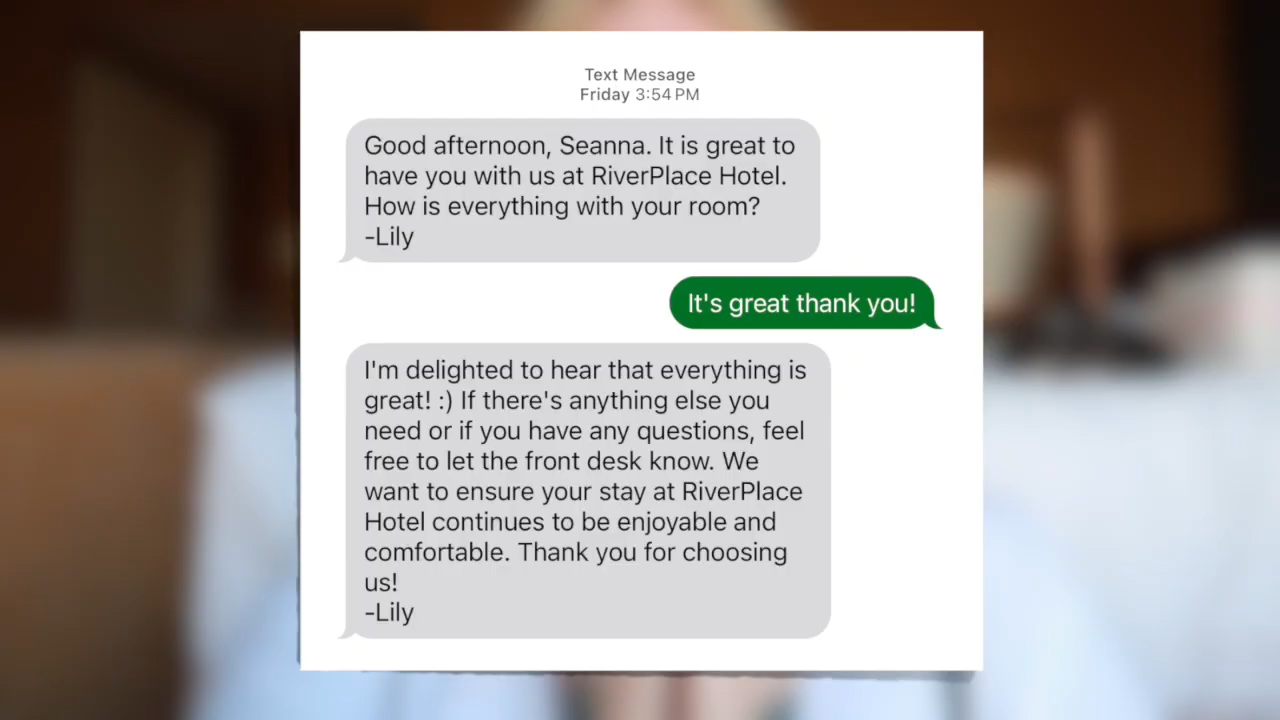 Text Message
Friday 3:54 PM
Good afternoon, Seanna. It is great to
have you with us at RiverPlace Hotel.
How is everything with your room?
-Lily
It's great thank you!
I'm delighted to hear that everything is
great! :) If there's anything else you
need or if you have any questions, feel
free to let the front desk know. We
want to ensure your stay at RiverPlace
Hotel continues to be enjoyable and
comfortable. Thank you for choosing
us!
-Lily